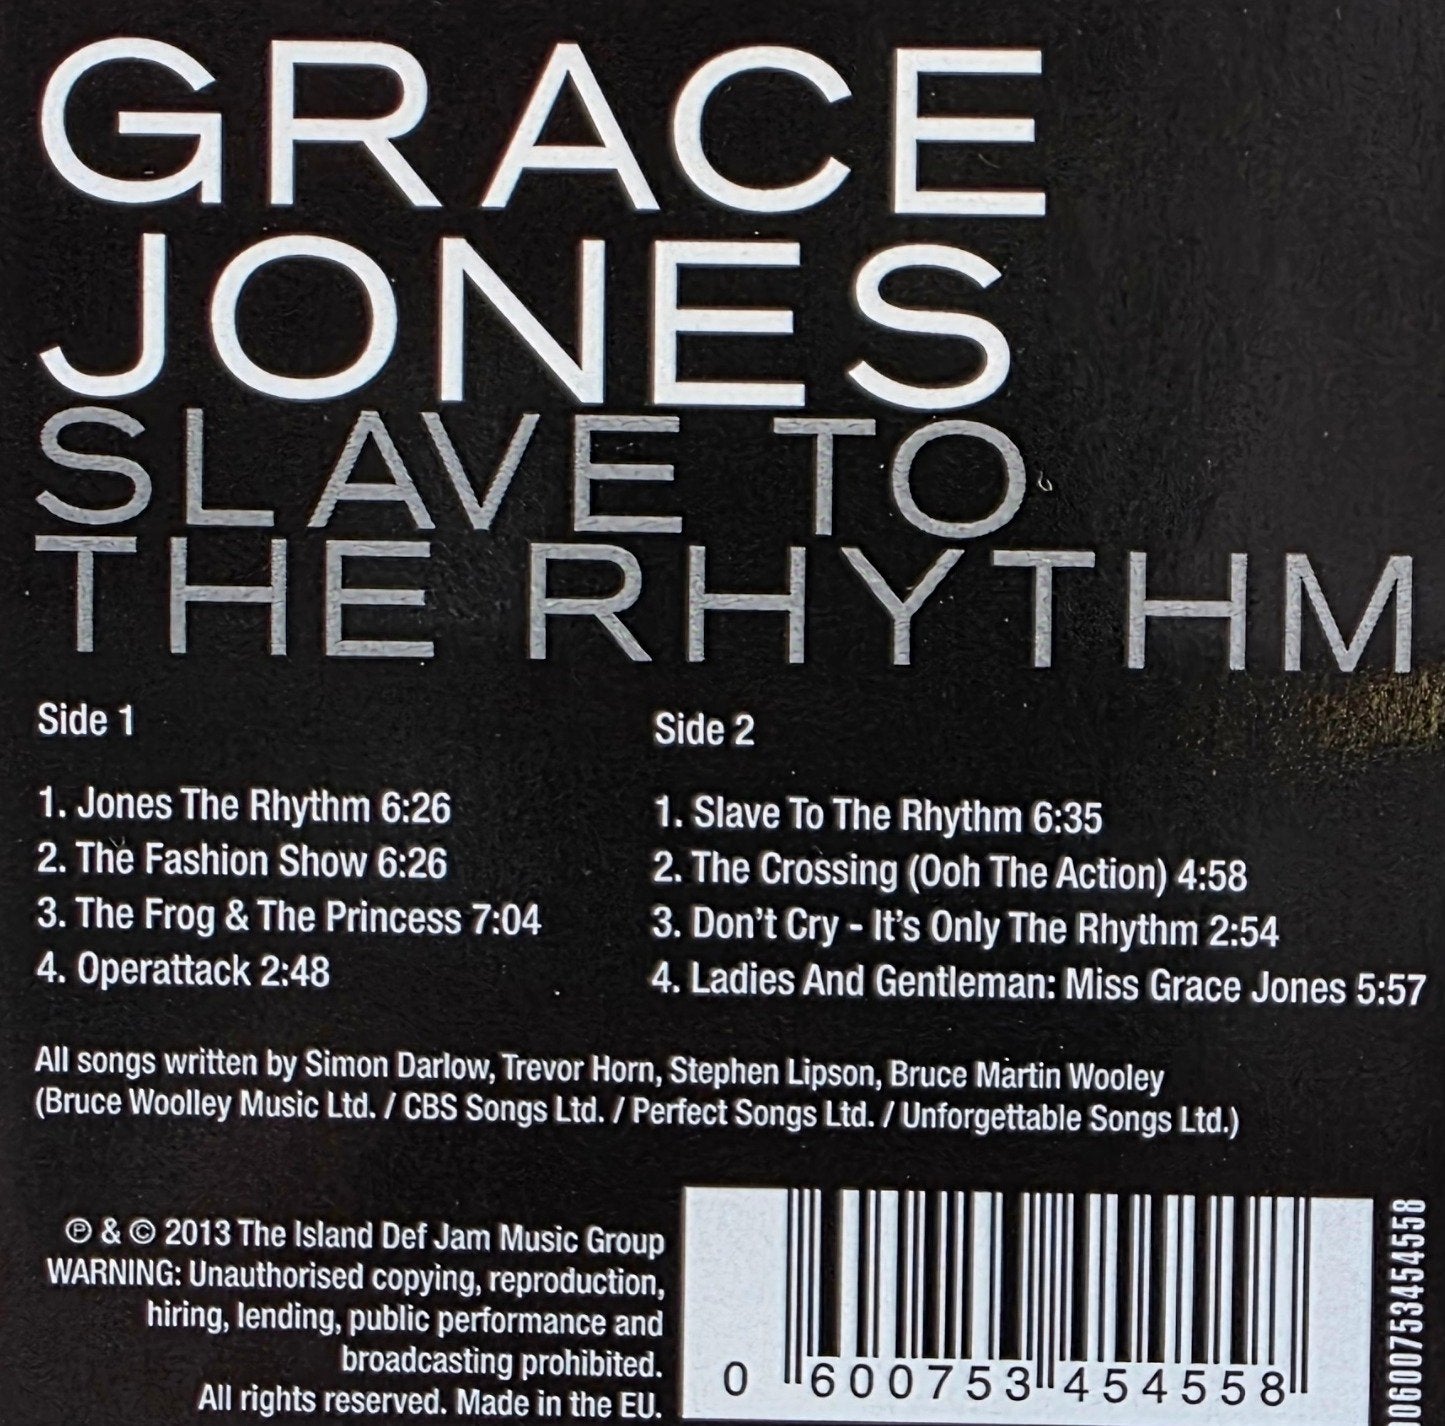 GRACE
JONES
SLAVE TO
THE RHYTHM
Side 1
1. Jones The Rhythm 6:26
2. The Fashion Show 6:26
3. The Frog & The Princess 7:04
4. Operattack 2:48
Side 2
1. Slave To The Rhythm 6:35
2. The Crossing (Ooh The Action) 4:58
3. Don't Cry - It's Only The Rhythm 2:54
4. Ladies And Gentleman: Miss Grace Jones 5:57
All songs written by Simon Darlow, Trevor Horn, Stephen Lipson, Bruce Martin Wooley
(Bruce Woolley Music Ltd. / CBS Songs Ltd. / Perfect Songs Ltd. / Unforgettable Songs Ltd.)
℗ & © 2013 The Island Def Jam Music Group
WARNING: Unauthorised copying, reproduction,
hiring, lending, public performance and
broadcasting prohibited.
All rights reserved. Made in the EU.
0 600753 454558
0600753454558